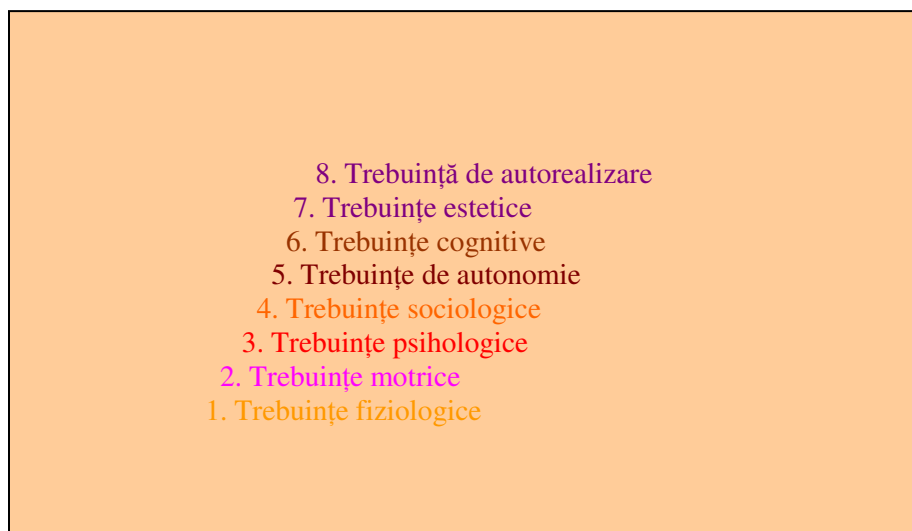 8. Trebuință de autorealizare
7. Trebuințe estetice
6. Trebuințe cognitive
5. Trebuințe de autonomie
4. Trebuințe sociologice
3. Trebuințe psihologice
2. Trebuințe motrice
1. Trebuințe fiziologice